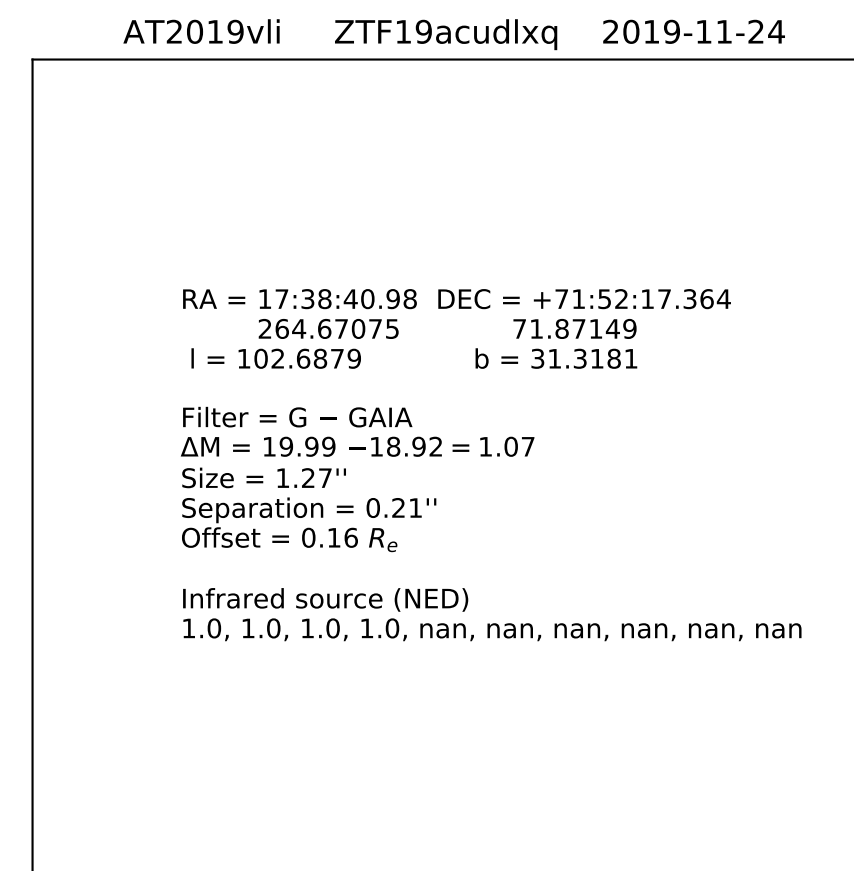 AT2019vli ZTF19acudlxq 2019-11-24
RA = 17:38:40.98 DEC = +71:52:17.364
264.67075 71.87149
l = 102.6879 b = 31.3181
Filter = G − GAIA
ΔM = 19.99 −18.92 = 1.07
Size = 1.27''
Separation = 0.21''
Offset = 0.16 Rₑ
Infrared source (NED)
1.0, 1.0, 1.0, 1.0, nan, nan, nan, nan, nan, nan